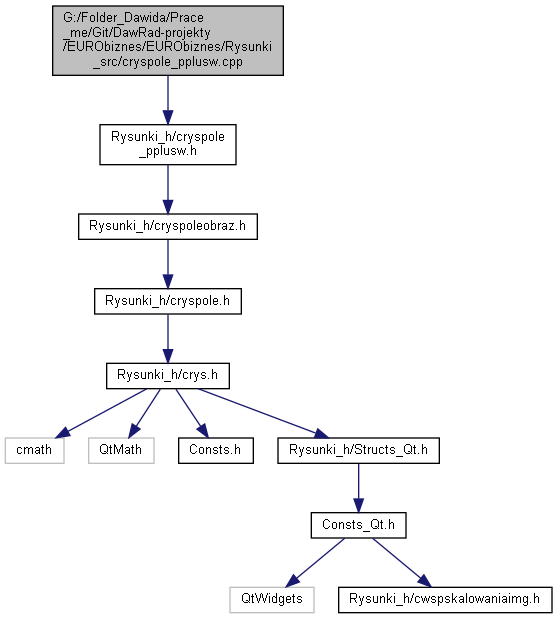 G:/Folder_Dawida/Prace
_me/Git/DawRad-projekty
/EURObiznes/EURObiznes/Rysunki
_src/cryspole_pplusw.cpp
Rysunki_h/cryspole
_pplusw.h
Rysunki_h/cryspoleobraz.h
Rysunki_h/cryspole.h
Rysunki_h/crys.h
cmath
QtMath
Consts.h
Rysunki_h/Structs_Qt.h
Consts_Qt.h
QtWidgets
Rysunki_h/cwspskalowaniaimg.h